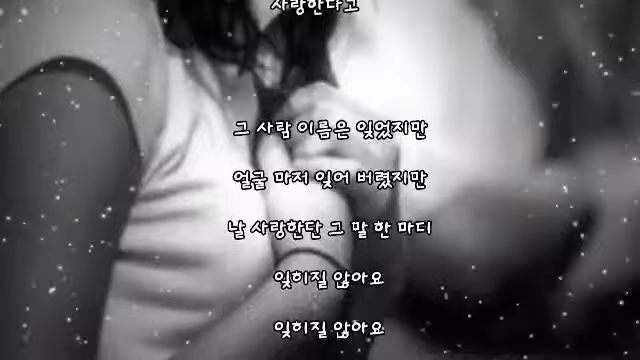 사랑한다고
그 사람 이름은 잊었지만
얼굴 마저 잊어 버렸지만
날 사랑한단 그 말 한 마디
잊히질 않아요
잊히질 않아요